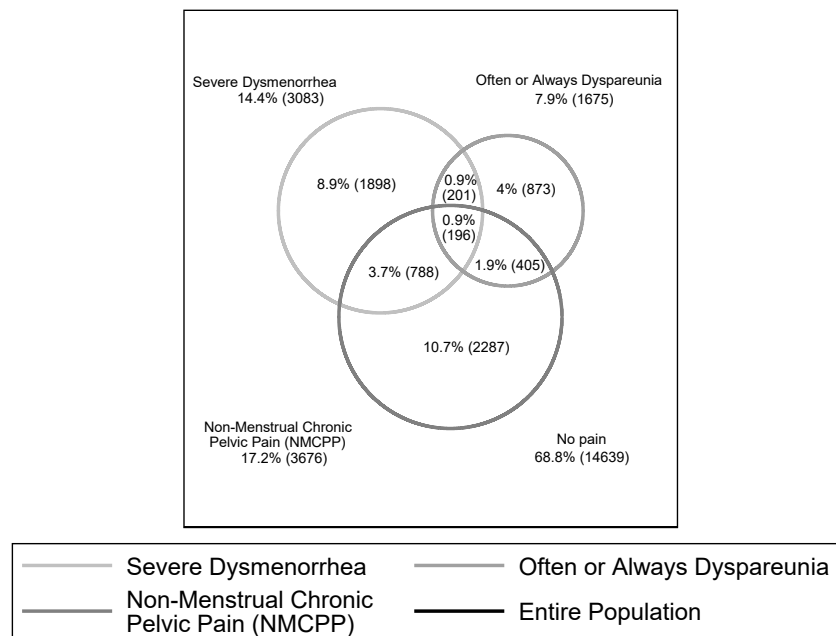 Severe Dysmenorrhea
14.4% (3083)
Often or Always Dyspareunia
7.9% (1675)
8.9% (1898)
0.9%
(201)
4% (873)
0.9%
(196)
3.7% (788)
1.9% (405)
10.7% (2287)
Non-Menstrual Chronic
Pelvic Pain (NMCPP)
17.2% (3676)
No pain
68.8% (14639)
Severe Dysmenorrhea
Often or Always Dyspareunia
Non-Menstrual Chronic
Pelvic Pain (NMCPP)
Entire Population